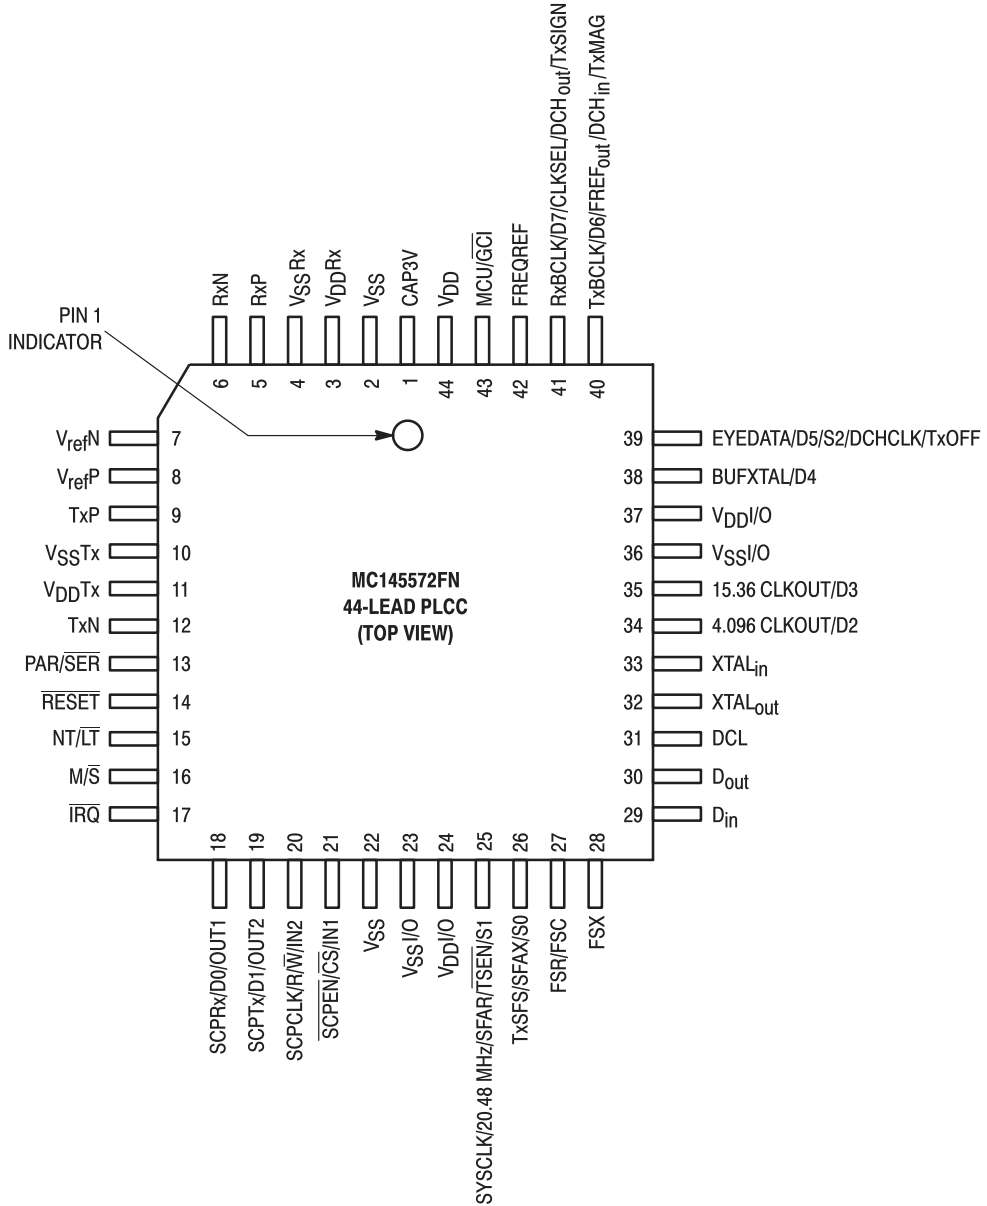 RxN
RxP
VSSRx
VDDRx
VSS
CAP3V
VDD
MCU/GCI
FREQREF
RxBCLK/D7/CLKSEL/DCHout/TxSIGN
TxBCLK/D6/FREFout/DCHin/TxMAG
PIN 1
INDICATOR
6 5 4 3 2 1 44 43 42 41 40
VrefN 7
VrefP 8
TxP 9
VSSTx 10
VDDTx 11
TxN 12
PAR/SER 13
RESET 14
NT/LT 15
M/S 16
IRQ 17
MC145572FN
44-LEAD PLCC
(TOP VIEW)
39 EYEDATA/D5/S2/DCHCLK/TxOFF
38 BUFXTAL/D4
37 VDDI/O
36 VSSI/O
35 15.36 CLKOUT/D3
34 4.096 CLKOUT/D2
33 XTALin
32 XTALout
31 DCL
30 Dout
29 Din
18 19 20 21 22 23 24 25 26 27 28
SCPRx/D0/OUT1
SCPTx/D1/OUT2
SCPCLK/R/W/IN2
SCPEN/CS/IN1
VSS
VSSI/O
VDDI/O
SYSCLK/20.48 MHz/SFAR/TSEN/S1
TxSFS/SFAX/S0
FSR/FSC
FSX